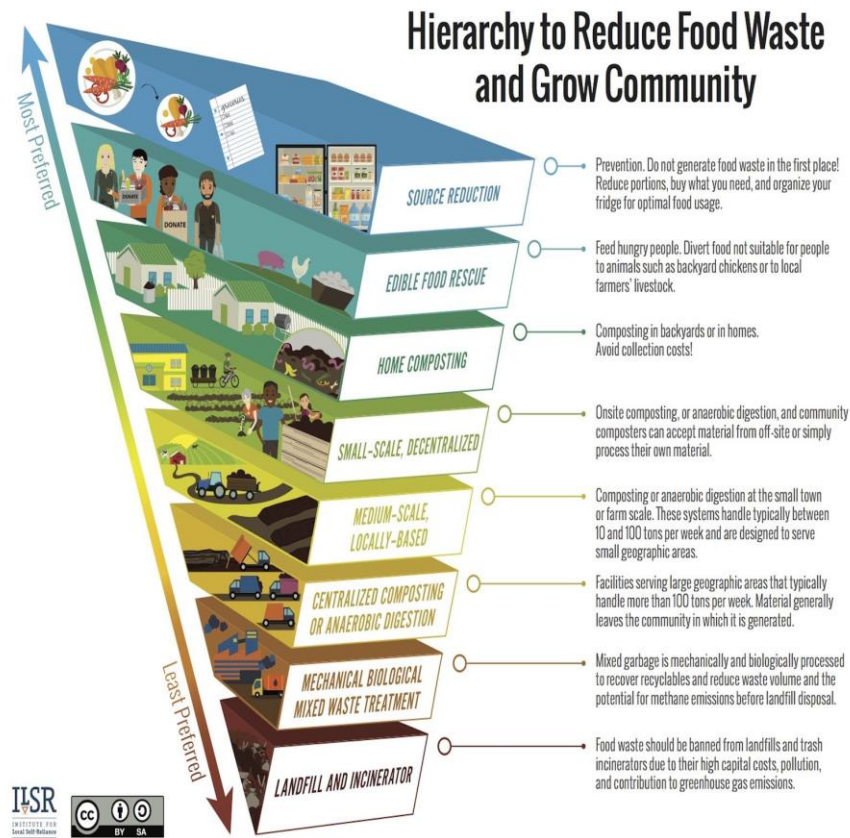 Hierarchy to Reduce Food Waste
and Grow Community
Most Preferred
groceries
DONATE
DONATE
SOURCE REDUCTION
Prevention. Do not generate food waste in the first place!
Reduce portions, buy what you need, and organize your
fridge for optimal food usage.
EDIBLE FOOD RESCUE
Feed hungry people. Divert food not suitable for people
to animals such as backyard chickens or to local
farmers' livestock.
HOME COMPOSTING
Composting in backyards or in homes.
Avoid collection costs!
SMALL-SCALE, DECENTRALIZED
Onsite composting, or anaerobic digestion, and community
composters can accept material from off-site or simply
process their own material.
MEDIUM-SCALE,
LOCALLY-BASED
Composting or anaerobic digestion at the small town
or farm scale. These systems handle typically between
10 and 100 tons per week and are designed to serve
small geographic areas.
CENTRALIZED COMPOSTING
OR ANAEROBIC DIGESTION
Facilities serving large geographic areas that typically
handle more than 100 tons per week. Material generally
leaves the community in which it is generated.
MECHANICAL BIOLOGICAL
MIXED WASTE TREATMENT
Mixed garbage is mechanically and biologically processed
to recover recyclables and reduce waste volume and the
potential for methane emissions before landfill disposal.
Least Preferred
LANDFILL AND INCINERATOR
Food waste should be banned from landfills and trash
incinerators due to their high capital costs, pollution,
and contribution to greenhouse gas emissions.
ILSR
INSTITUTE FOR
Local Self-Reliance
cc
BY SA